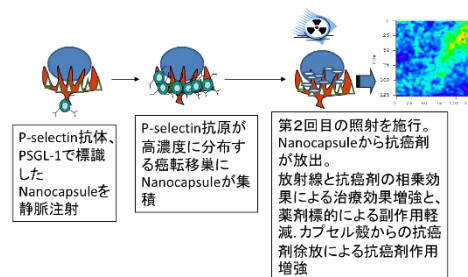 P-selectin抗体、
PSGL-1で標識
した
Nanocapsuleを
静脈注射
P-selectin抗原が
高濃度に分布す
る癌転移巣に
Nanocapsuleが集
積
第2回目の照射を施行。
Nanocapsuleから抗癌剤
が放出。
放射線と抗癌剤の相乗効
果による治療効果増強と、
薬剤標的による副作用軽
減. カプセル殻からの抗癌
剤徐放による抗癌剤作用
増強